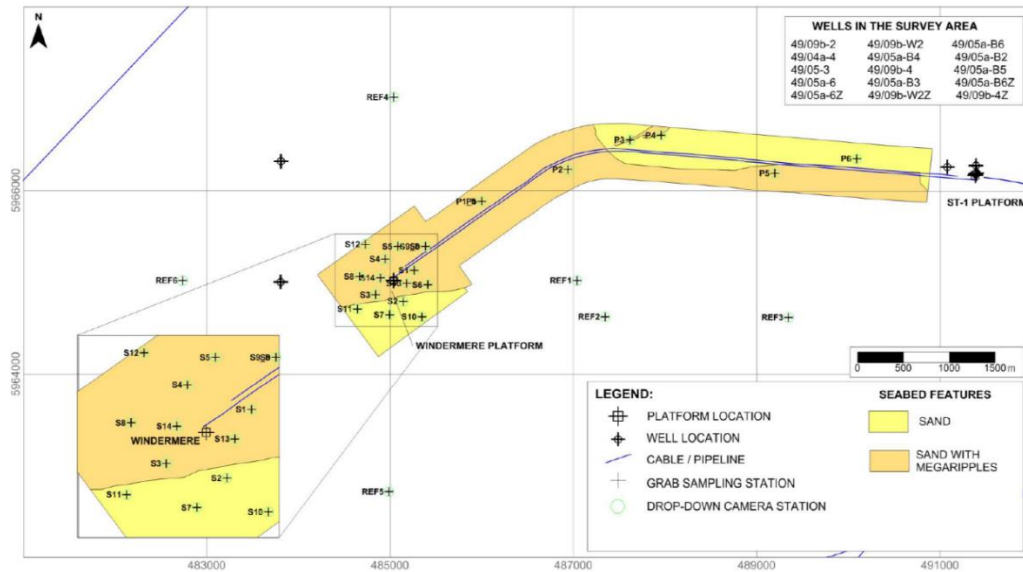 N
WELLS IN THE SURVEY AREA
49/09b-2 49/09b-W2 49/05a-B6
49/04a-4 49/05a-B4 49/05a-B2
49/05-3 49/09b-4 49/05a-B5
49/05a-6 49/05a-B3 49/05a-B6Z
49/05a-6Z 49/09b-W2Z 49/09b-4Z
REF4
P3 P4
P6
P2
P5
5966000
ST-1 PLATFORM
S12 S5
S4
S1
REF6
S8 S14
S6
REF1
S3
S2
S11
S7 S10
REF2
REF3
WINDERMERE PLATFORM
0 500 1000 1500 m
5964000
S12
S5
S4
S1
S8
S14
WINDERMERE
S13
S3
S2
S11
S7
S10
REF5
LEGEND:
PLATFORM LOCATION
WELL LOCATION
CABLE / PIPELINE
GRAB SAMPLING STATION
DROP-DOWN CAMERA STATION
SEABED FEATURES
SAND
SAND WITH
MEGARIPPLES
483000 485000 487000 489000 491000